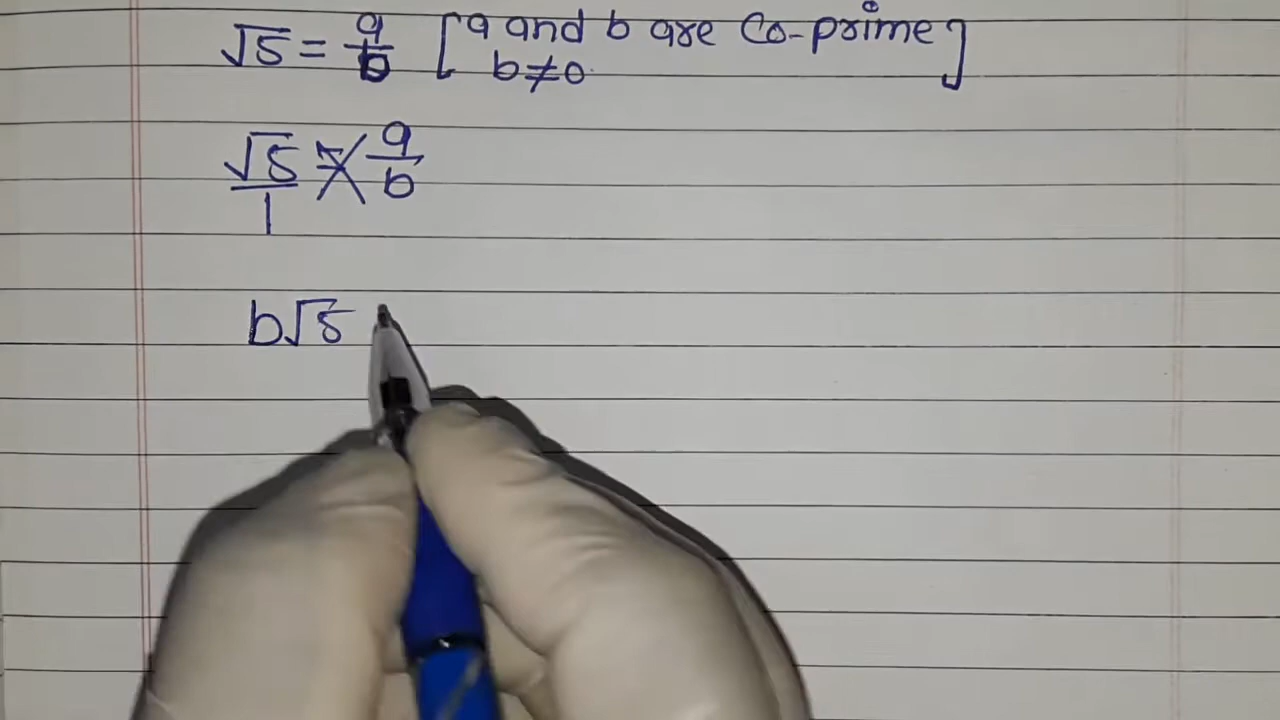 √5 = a/b [a and b are Co-prime
b≠0]
√5/1 = a/b
b√5